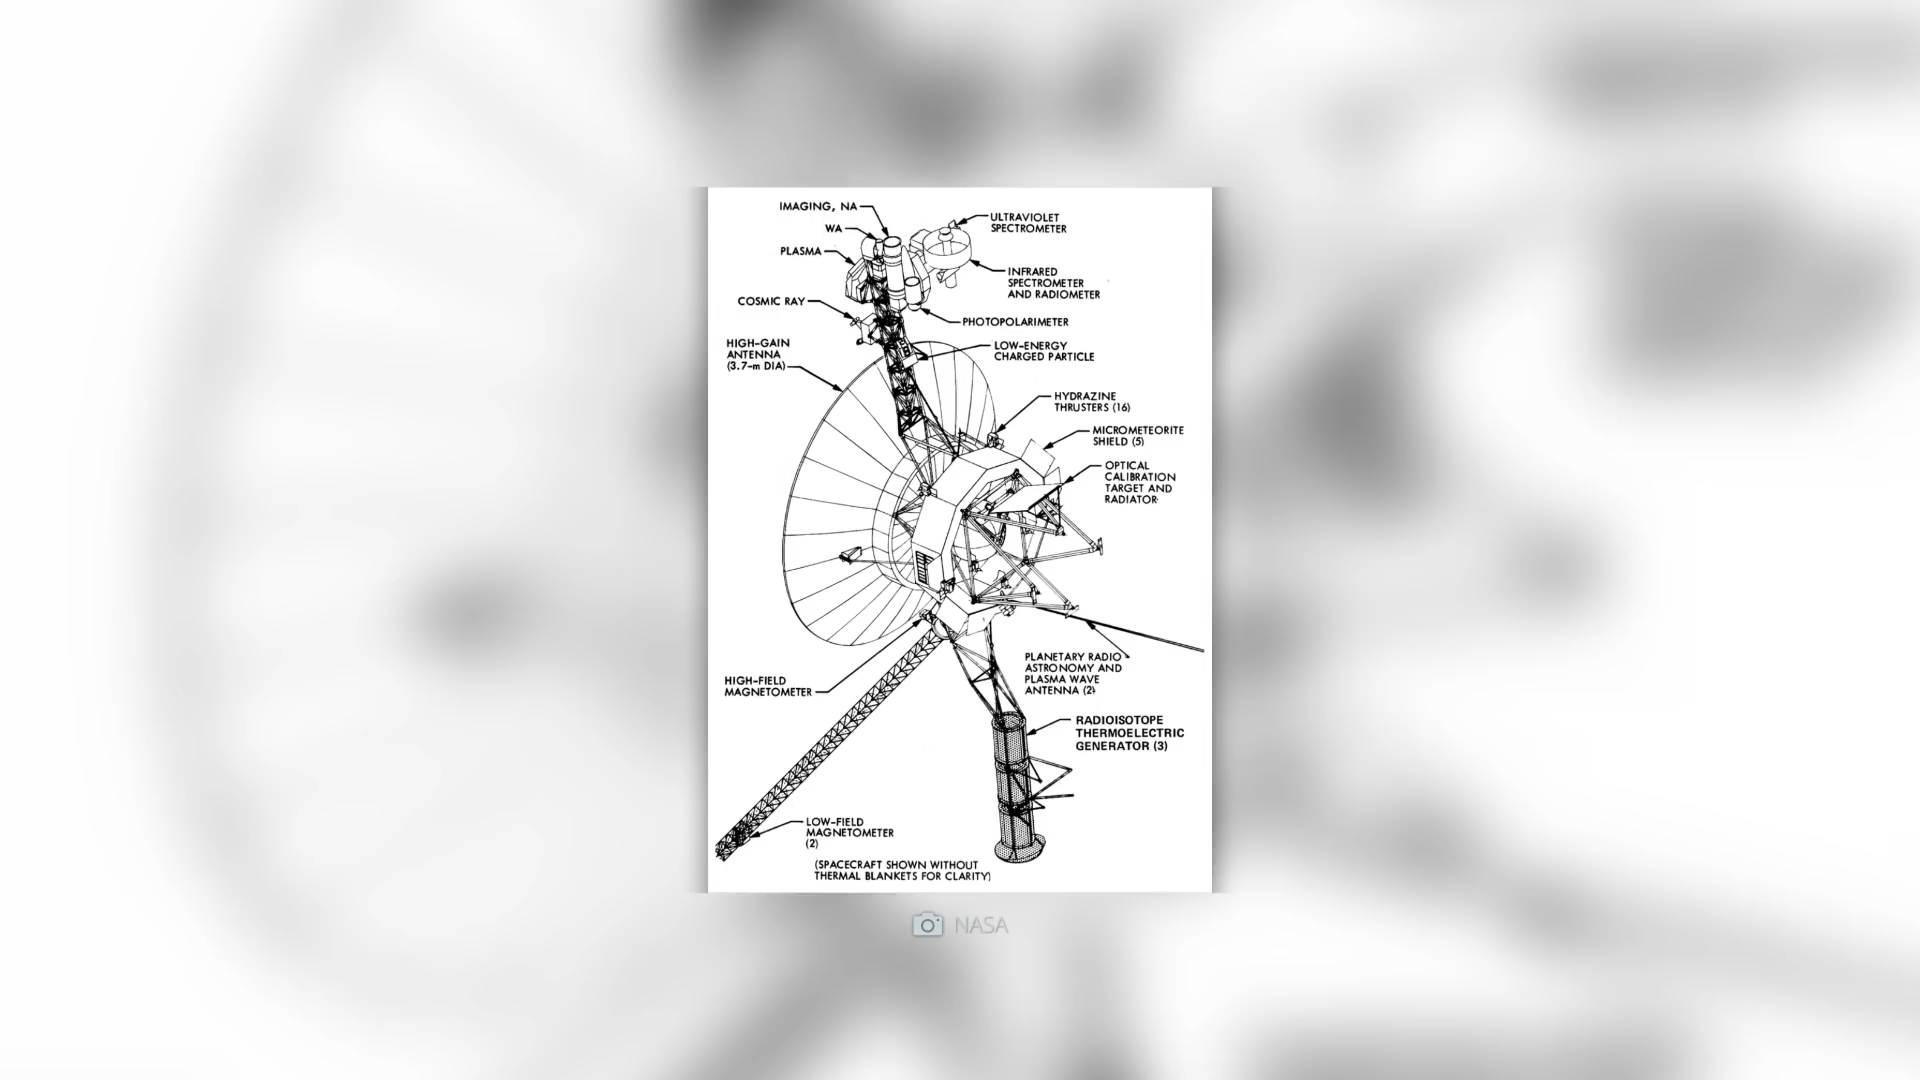 IMAGING, NA
WA
PLASMA
COSMIC RAY
HIGH-GAIN
ANTENNA
(3.7-m DIA)
ULTRAVIOLET
SPECTROMETER
INFRARED
SPECTROMETER
AND RADIOMETER
PHOTOPOLARIMETER
LOW-ENERGY
CHARGED PARTICLE
HYDRAZINE
THRUSTERS (16)
MICROMETEORITE
SHIELD (5)
OPTICAL
CALIBRATION
TARGET AND
RADIATOR
PLANETARY RADIO
ASTRONOMY AND
PLASMA WAVE
ANTENNA (2)
HIGH-FIELD
MAGNETOMETER
RADIOISOTOPE
THERMOELECTRIC
GENERATOR (3)
LOW-FIELD
MAGNETOMETER
(2)
(SPACECRAFT SHOWN WITHOUT
THERMAL BLANKETS FOR CLARITY)
NASA